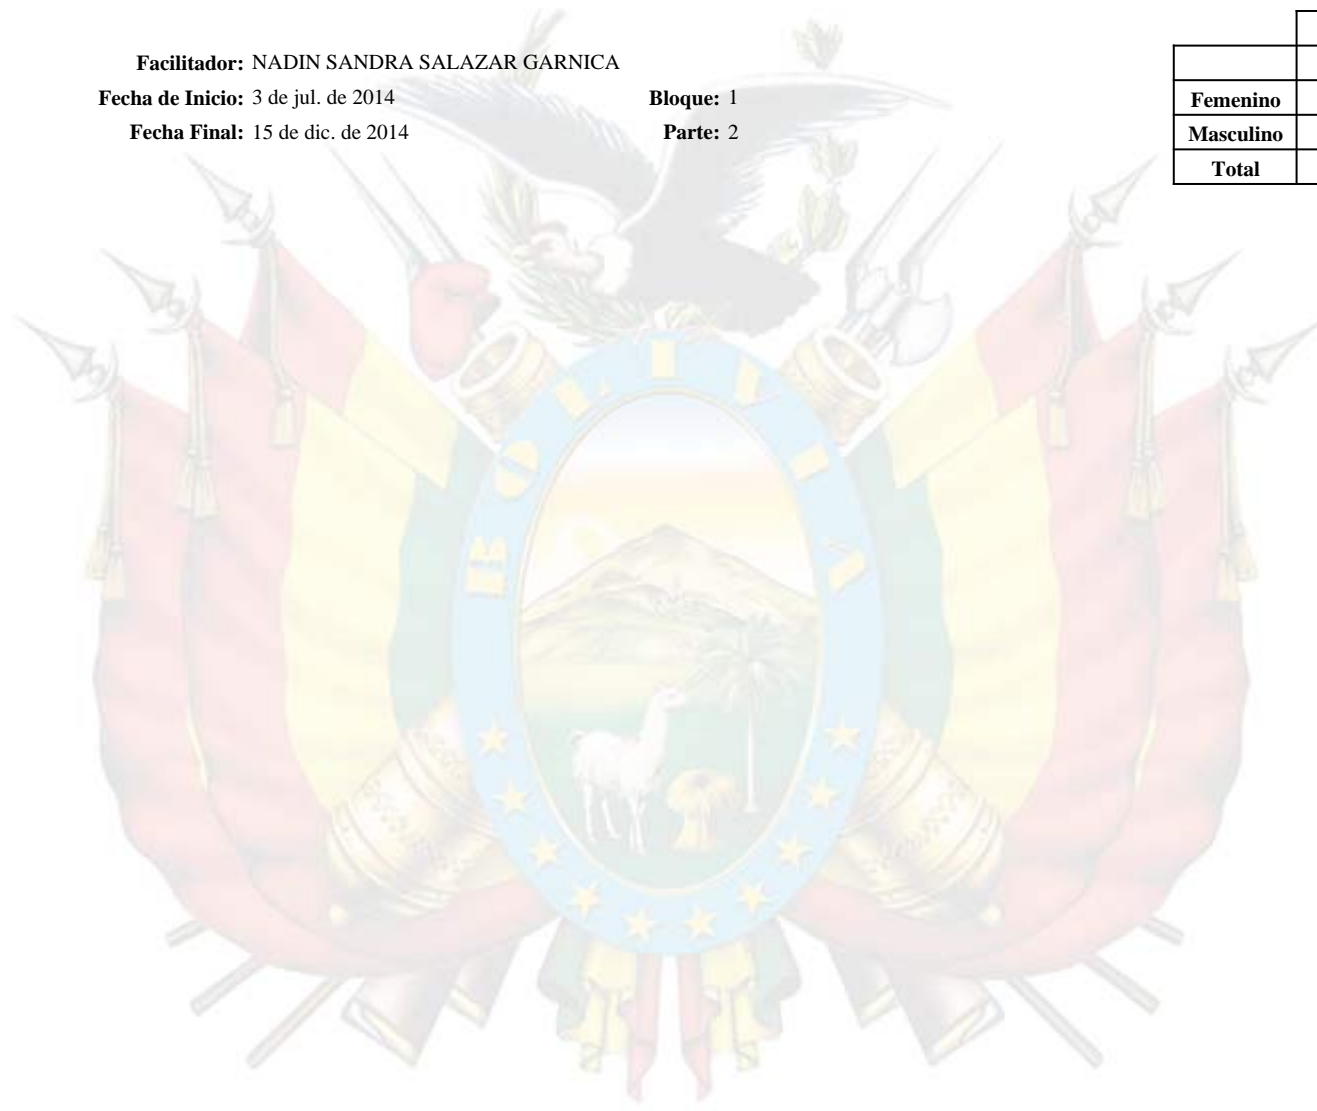 Facilitador: NADIN SANDRA SALAZAR GARNICA
Fecha de Inicio: 3 de jul. de 2014 Bloque: 1
Fecha Final: 15 de dic. de 2014 Parte: 2
Femenino
Masculino
Total
BOLIVIA